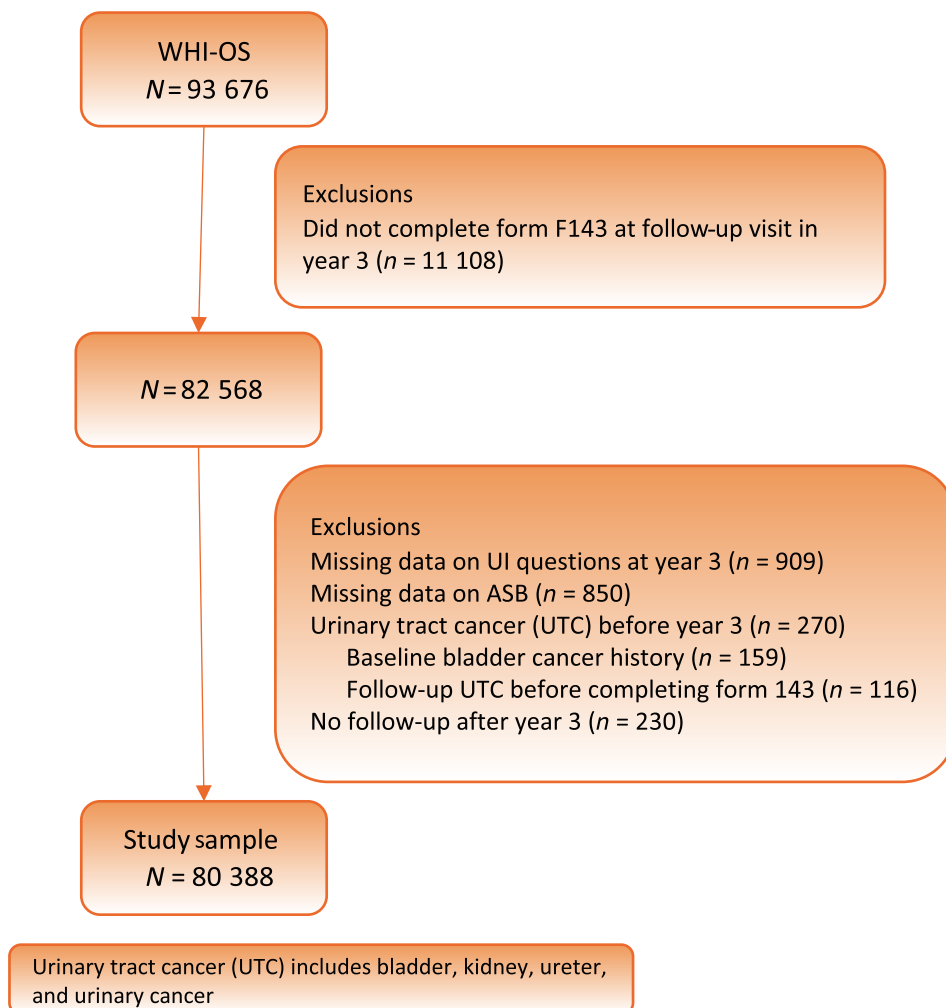 WHI-OS
N = 93 676
Exclusions
Did not complete form F143 at follow-up visit in
year 3 (n = 11 108)
N = 82 568
Exclusions
Missing data on UI questions at year 3 (n = 909)
Missing data on ASB (n = 850)
Urinary tract cancer (UTC) before year 3 (n = 270)
Baseline bladder cancer history (n = 159)
Follow-up UTC before completing form 143 (n = 116)
No follow-up after year 3 (n = 230)
Study sample
N = 80 388
Urinary tract cancer (UTC) includes bladder, kidney, ureter,
and urinary cancer